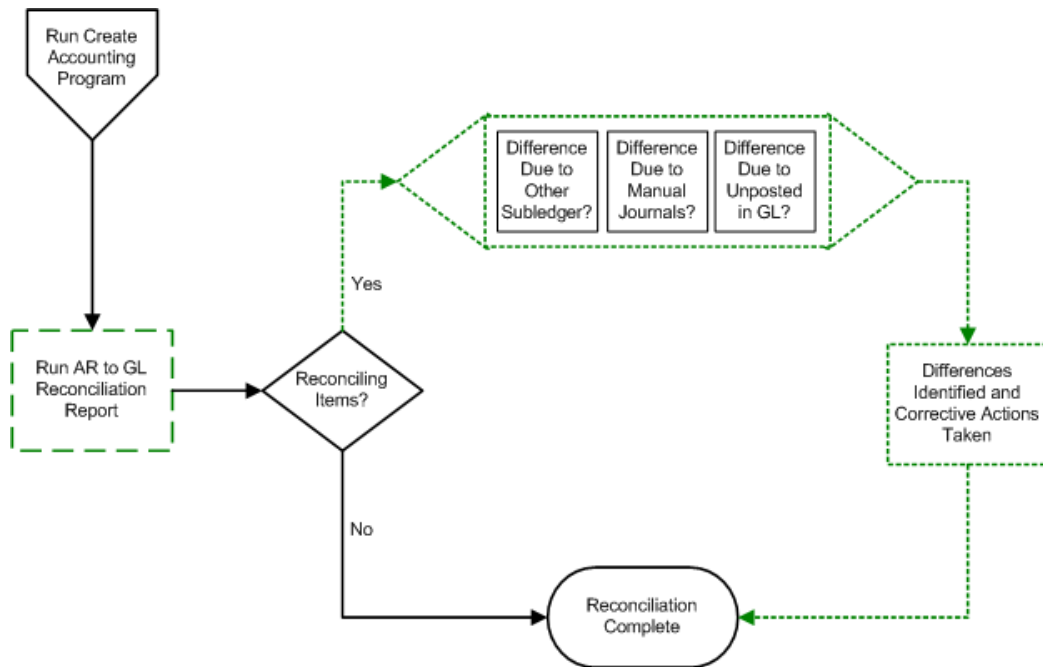 Run Create
Accounting
Program
Difference
Due to
Other
Subledger?
Difference
Due to
Manual
Journals?
Difference
Due to
Unposted
in GL?
Yes
Run AR to GL
Reconciliation
Report
Reconciling
Items?
Differences
Identified and
Corrective Actions
Taken
No
Reconciliation
Complete